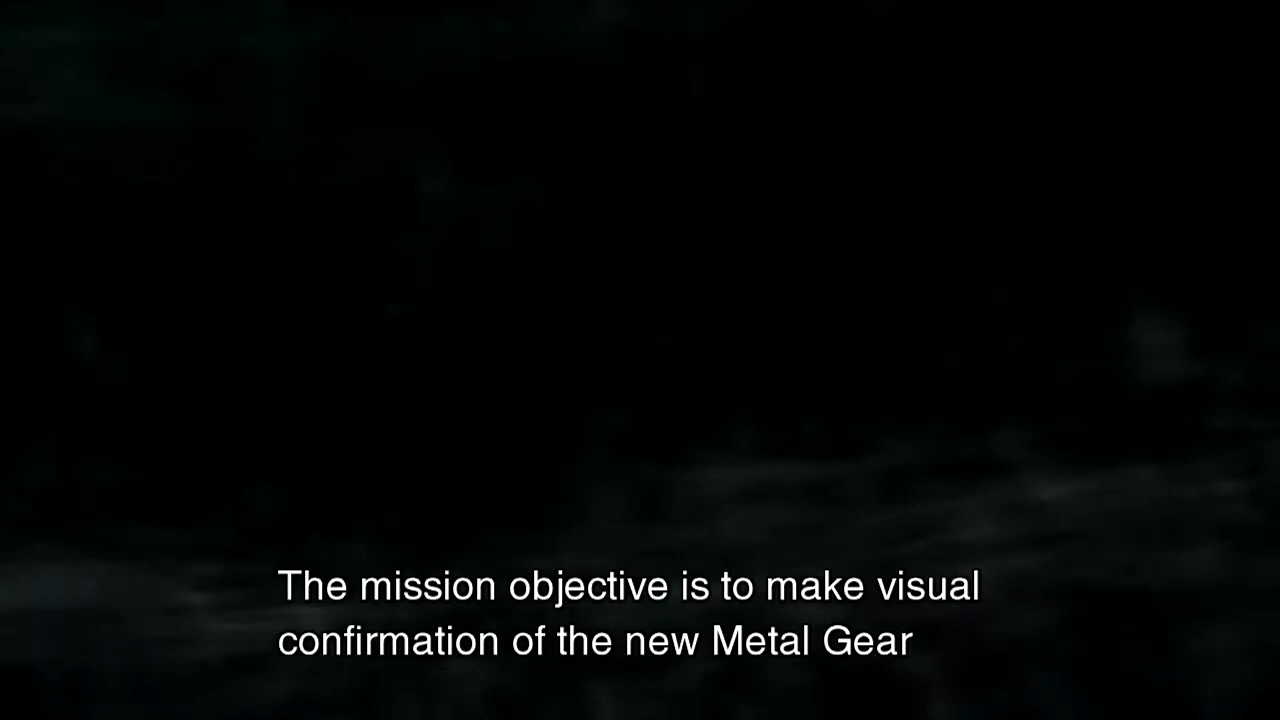 The mission objective is to make visual
confirmation of the new Metal Gear